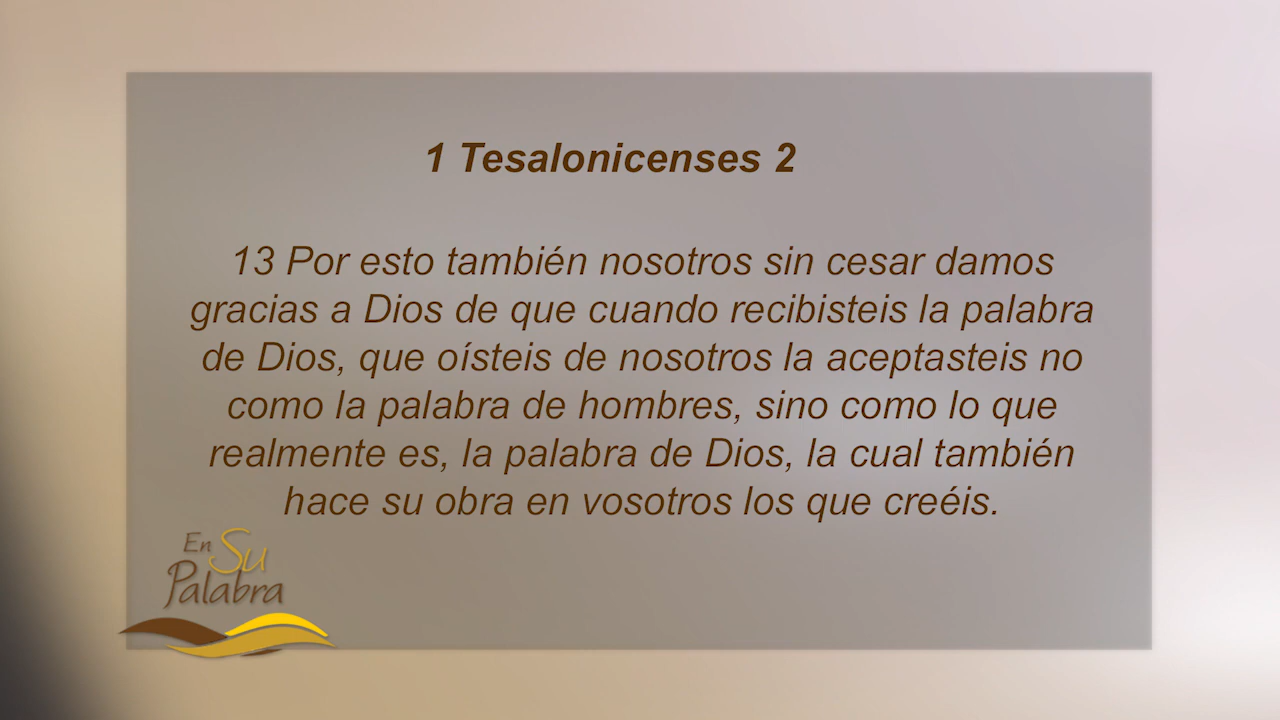 1 Tesalonicenses 2
13 Por esto también nosotros sin cesar damos
gracias a Dios de que cuando recibisteis la palabra
de Dios, que oísteis de nosotros la aceptasteis no
como la palabra de hombres, sino como lo que
realmente es, la palabra de Dios, la cual también
hace su obra en vosotros los que creéis.
En Su
Palabra